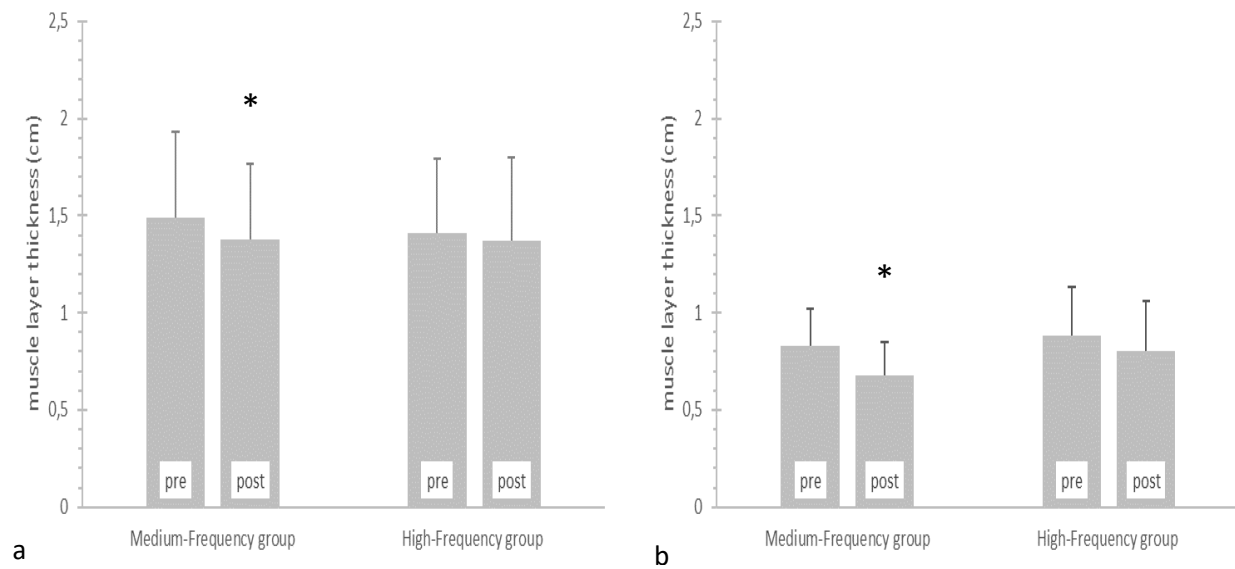 muscle layer thickness (cm)
2,5
2
1,5
1
0,5
0
*
pre
post
pre
post
Medium-Frequency group
High-Frequency group
a
muscle layer thickness (cm)
2,5
2
1,5
1
0,5
0
*
pre
post
pre
post
Medium-Frequency group
High-Frequency group
b